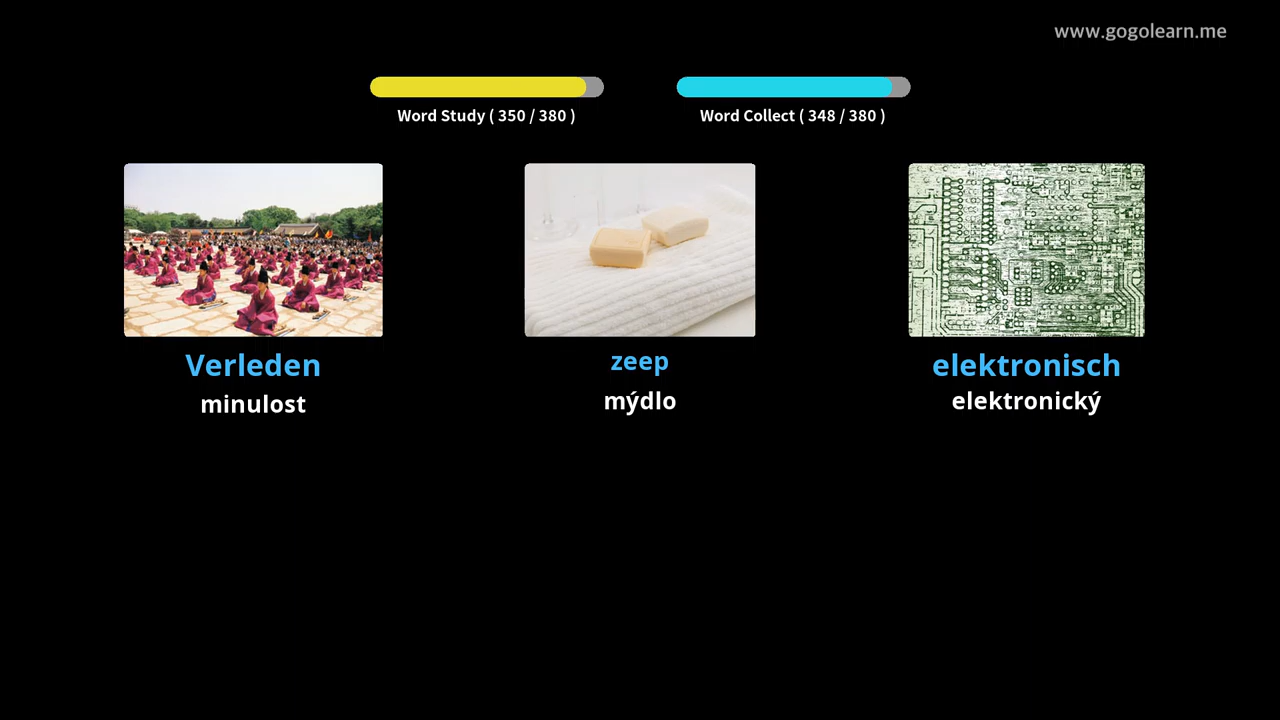 www.gogolearn.me
Word Study ( 350 / 380 )
Word Collect ( 348 / 380 )
Verleden
minulost
zeep
mýdlo
elektronisch
elektronický